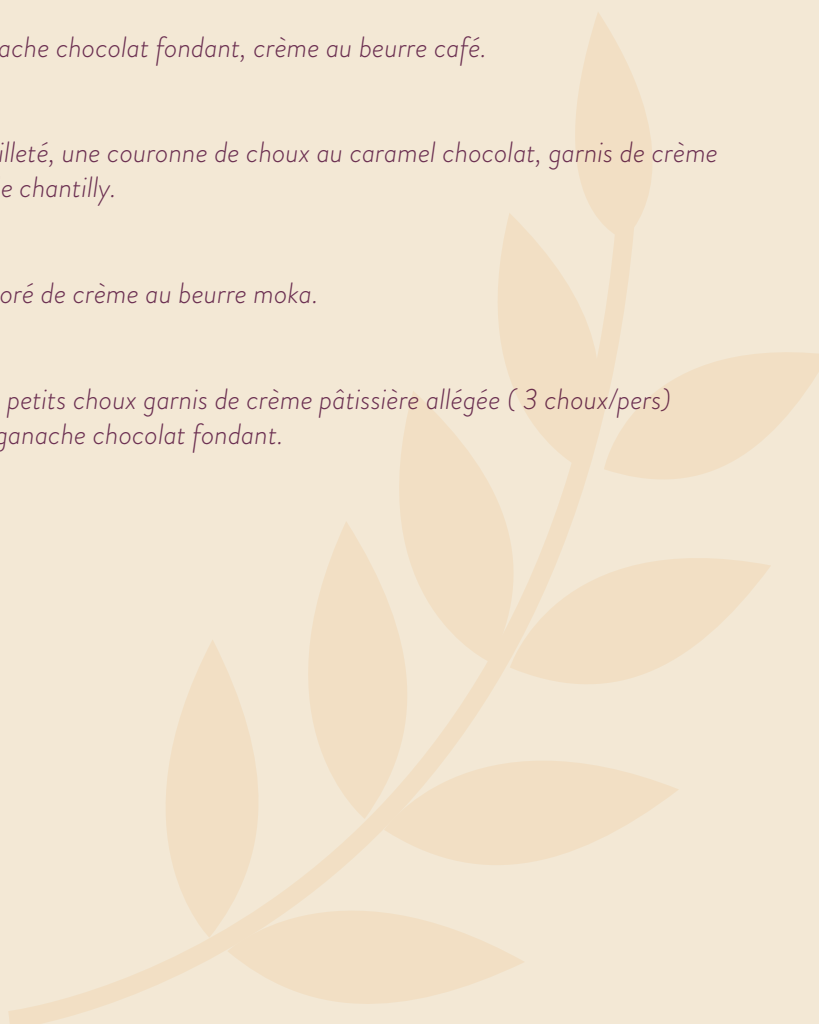 ache chocolat fondant, crème au beurre café.
illeté, une couronne de choux au caramel chocolat, garnis de crème
e chantilly.
oré de crème au beurre moka.
petits choux garnis de crème pâtissière allégée ( 3 choux/pers)
ganache chocolat fondant.